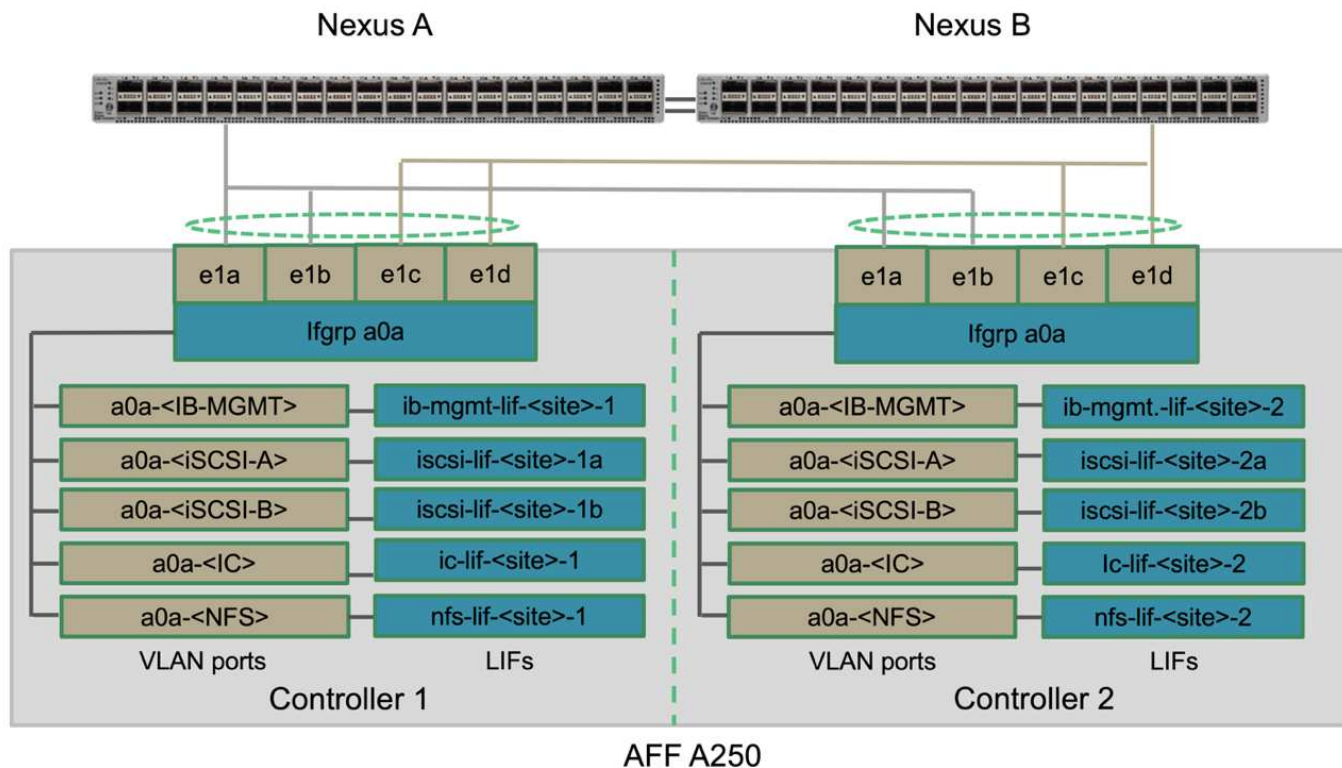 Nexus A
Nexus B
e1a e1b e1c e1d
Ifgrp a0a
a0a-<IB-MGMT> ib-mgmt-lif-<site>-1
a0a-<iSCSI-A> iscsi-lif-<site>-1a
a0a-<iSCSI-B> iscsi-lif-<site>-1b
a0a-<IC> ic-lif-<site>-1
a0a-<NFS> nfs-lif-<site>-1
VLAN ports LIFs
Controller 1
e1a e1b e1c e1d
Ifgrp a0a
a0a-<IB-MGMT> ib-mgmt.-lif-<site>-2
a0a-<iSCSI-A> iscsi-lif-<site>-2a
a0a-<iSCSI-B> iscsi-lif-<site>-2b
a0a-<IC> Ic-lif-<site>-2
a0a-<NFS> nfs-lif-<site>-2
VLAN ports LIFs
Controller 2
AFF A250